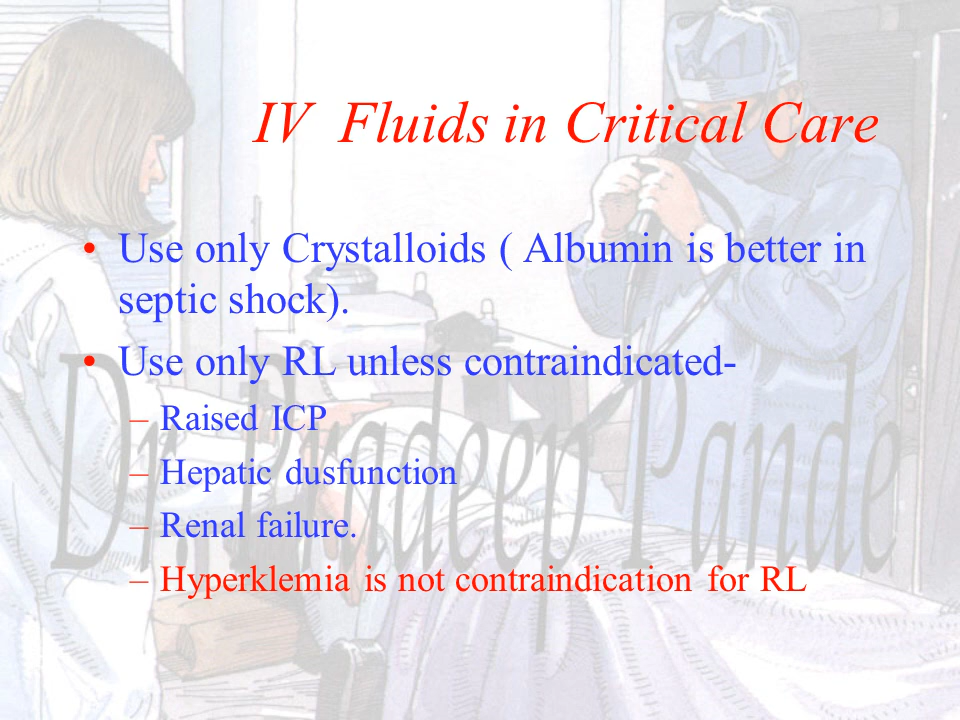 IV Fluids in Critical Care
• Use only Crystalloids ( Albumin is better in
septic shock).
• Use only RL unless contraindicated-
– Raised ICP
– Hepatic dusfunction
– Renal failure.
– Hyperklemia is not contraindication for RL
Dr. Pradeep Pande